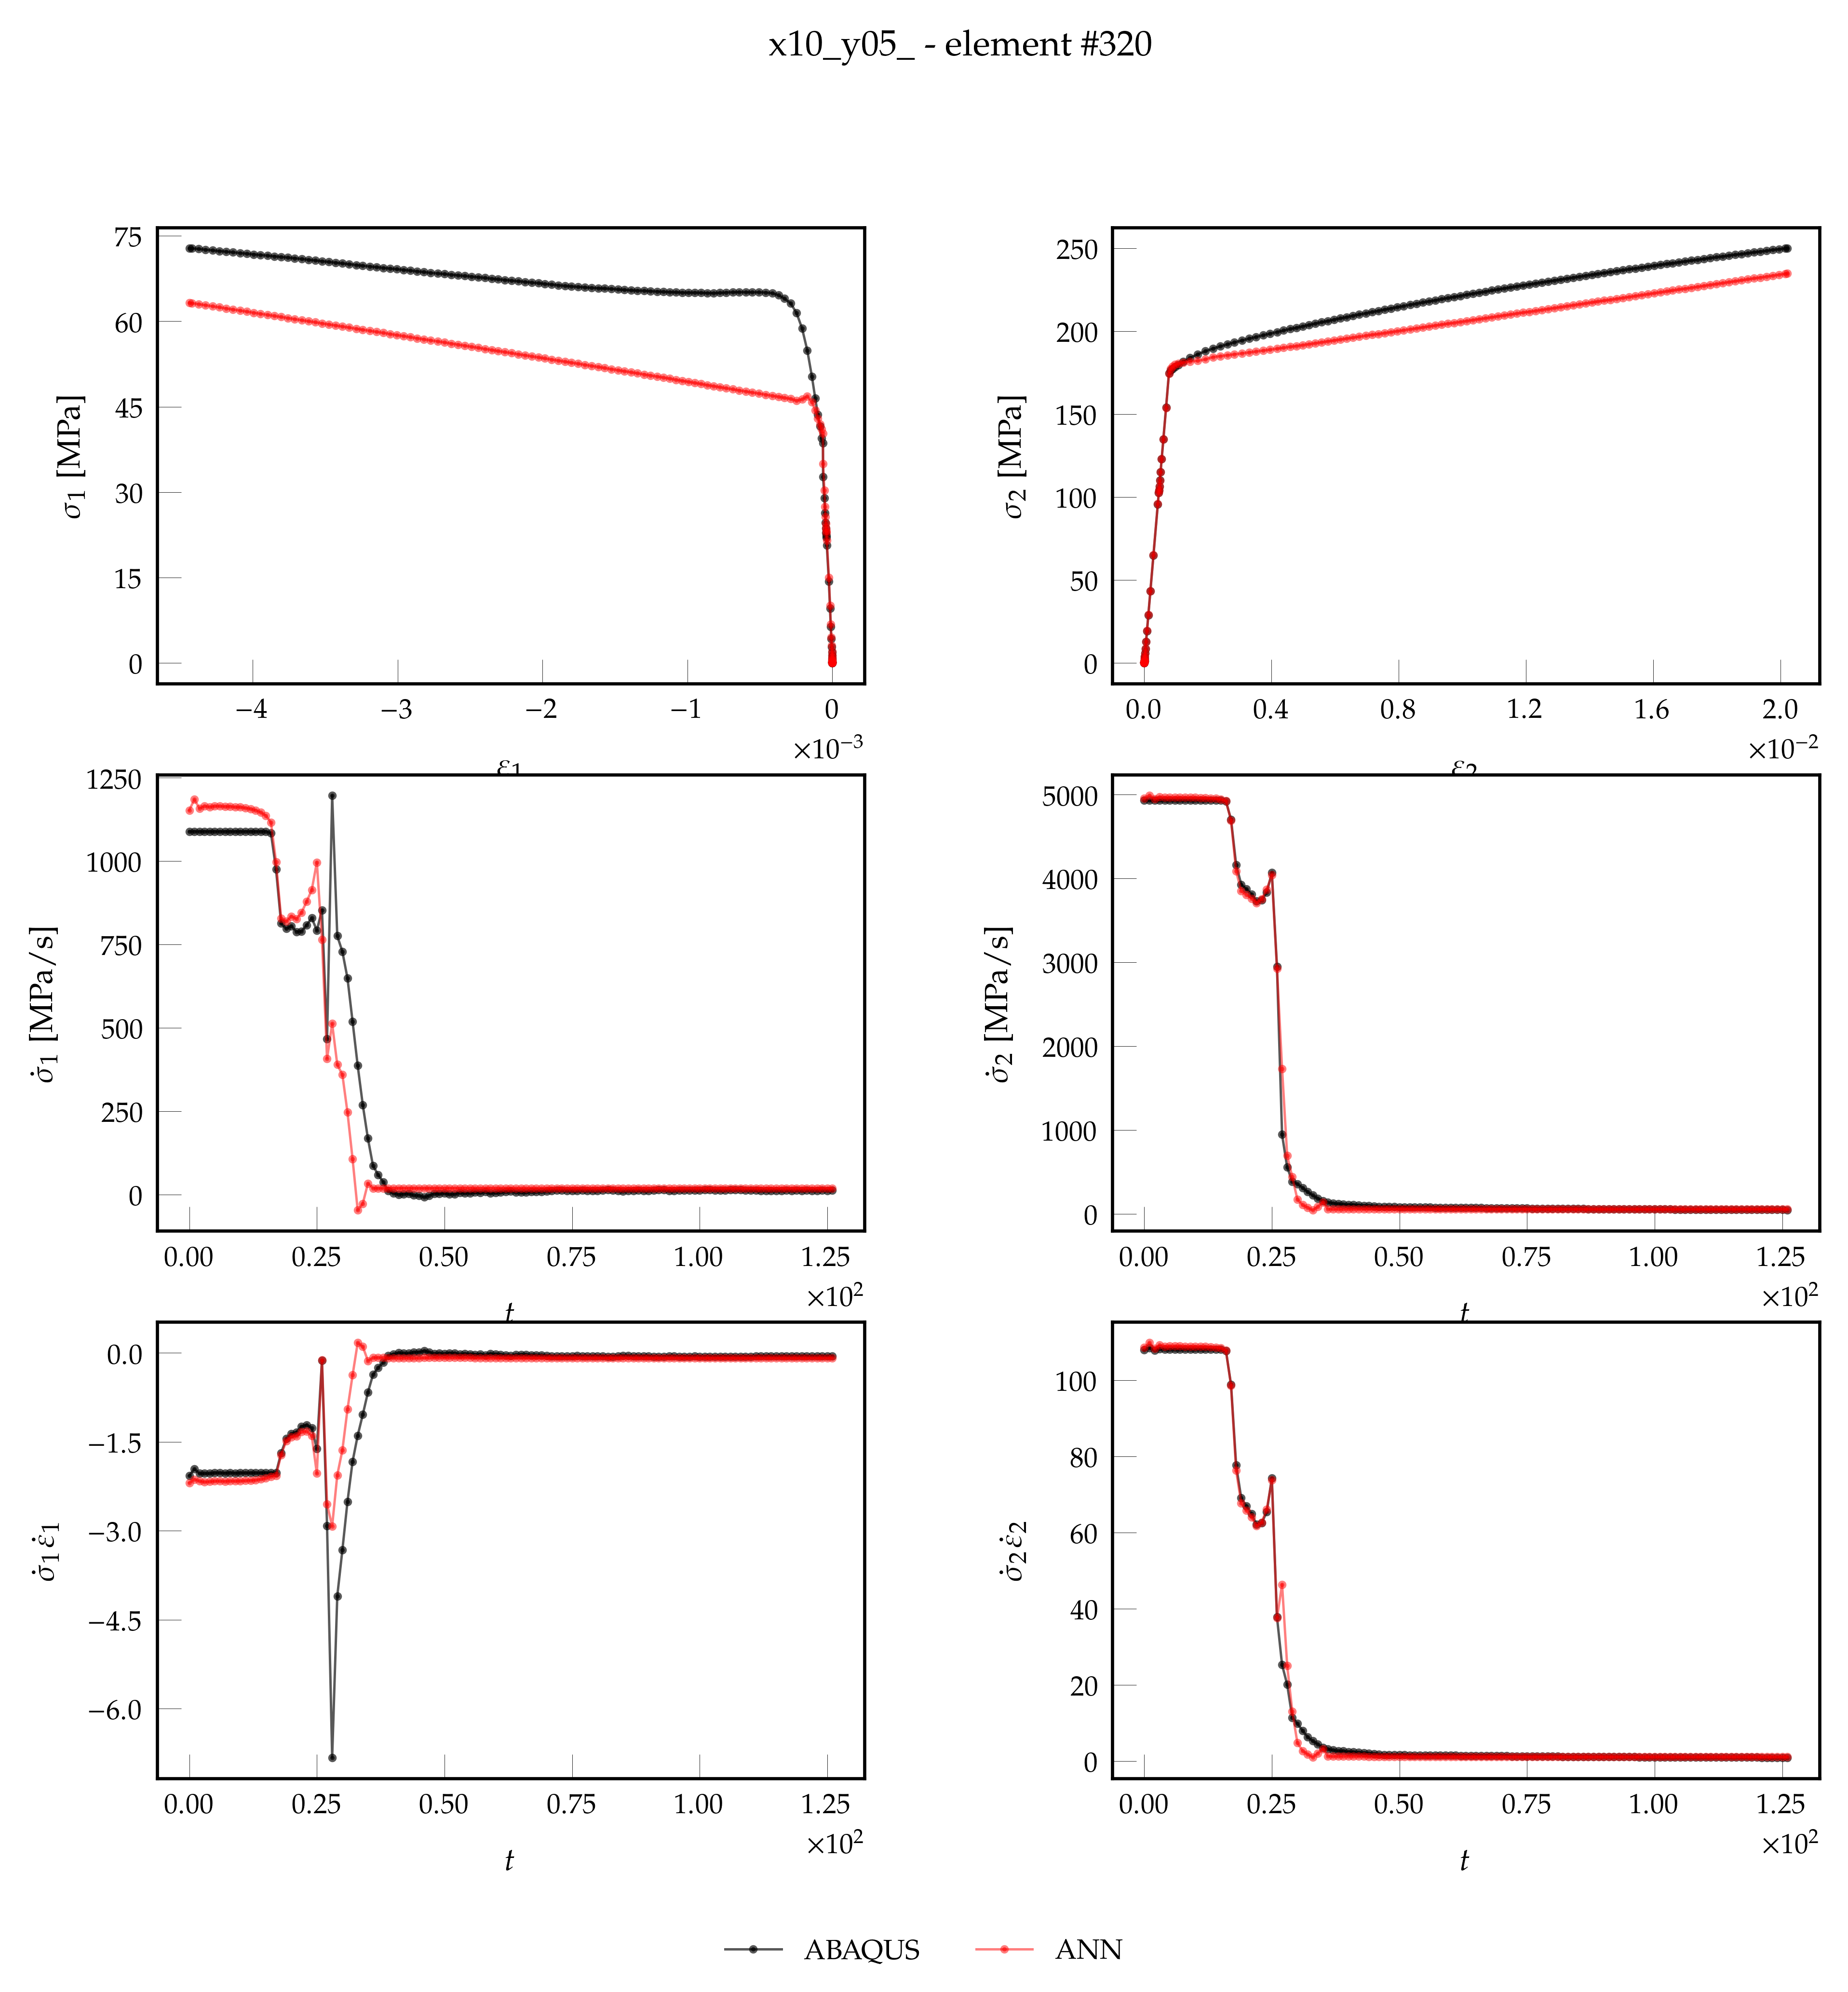 x10_y05_ - element #320
75
60
45
30
15
0
σ₁ [MPa]
−4 −3 −2 −1 0
×10⁻³
ε₁
250
200
150
100
50
0
σ₂ [MPa]
0.0 0.4 0.8 1.2 1.6 2.0
×10⁻²
ε₂
1250
1000
750
500
250
0
σ̇₁ [MPa/s]
0.00 0.25 0.50 0.75 1.00 1.25
×10²
t
5000
4000
3000
2000
1000
0
σ̇₂ [MPa/s]
0.00 0.25 0.50 0.75 1.00 1.25
×10²
t
0.0
−1.5
−3.0
−4.5
−6.0
σ̇₁ε̇₁
0.00 0.25 0.50 0.75 1.00 1.25
×10²
t
100
80
60
40
20
0
σ̇₂ε̇₂
0.00 0.25 0.50 0.75 1.00 1.25
×10²
t
ABAQUS ANN